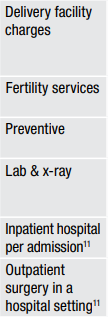 Delivery facility
charges
Fertility services
Preventive
Lab & x-ray
Inpatient hospital
per admission¹¹
Outpatient
surgery in a
hospital setting¹¹